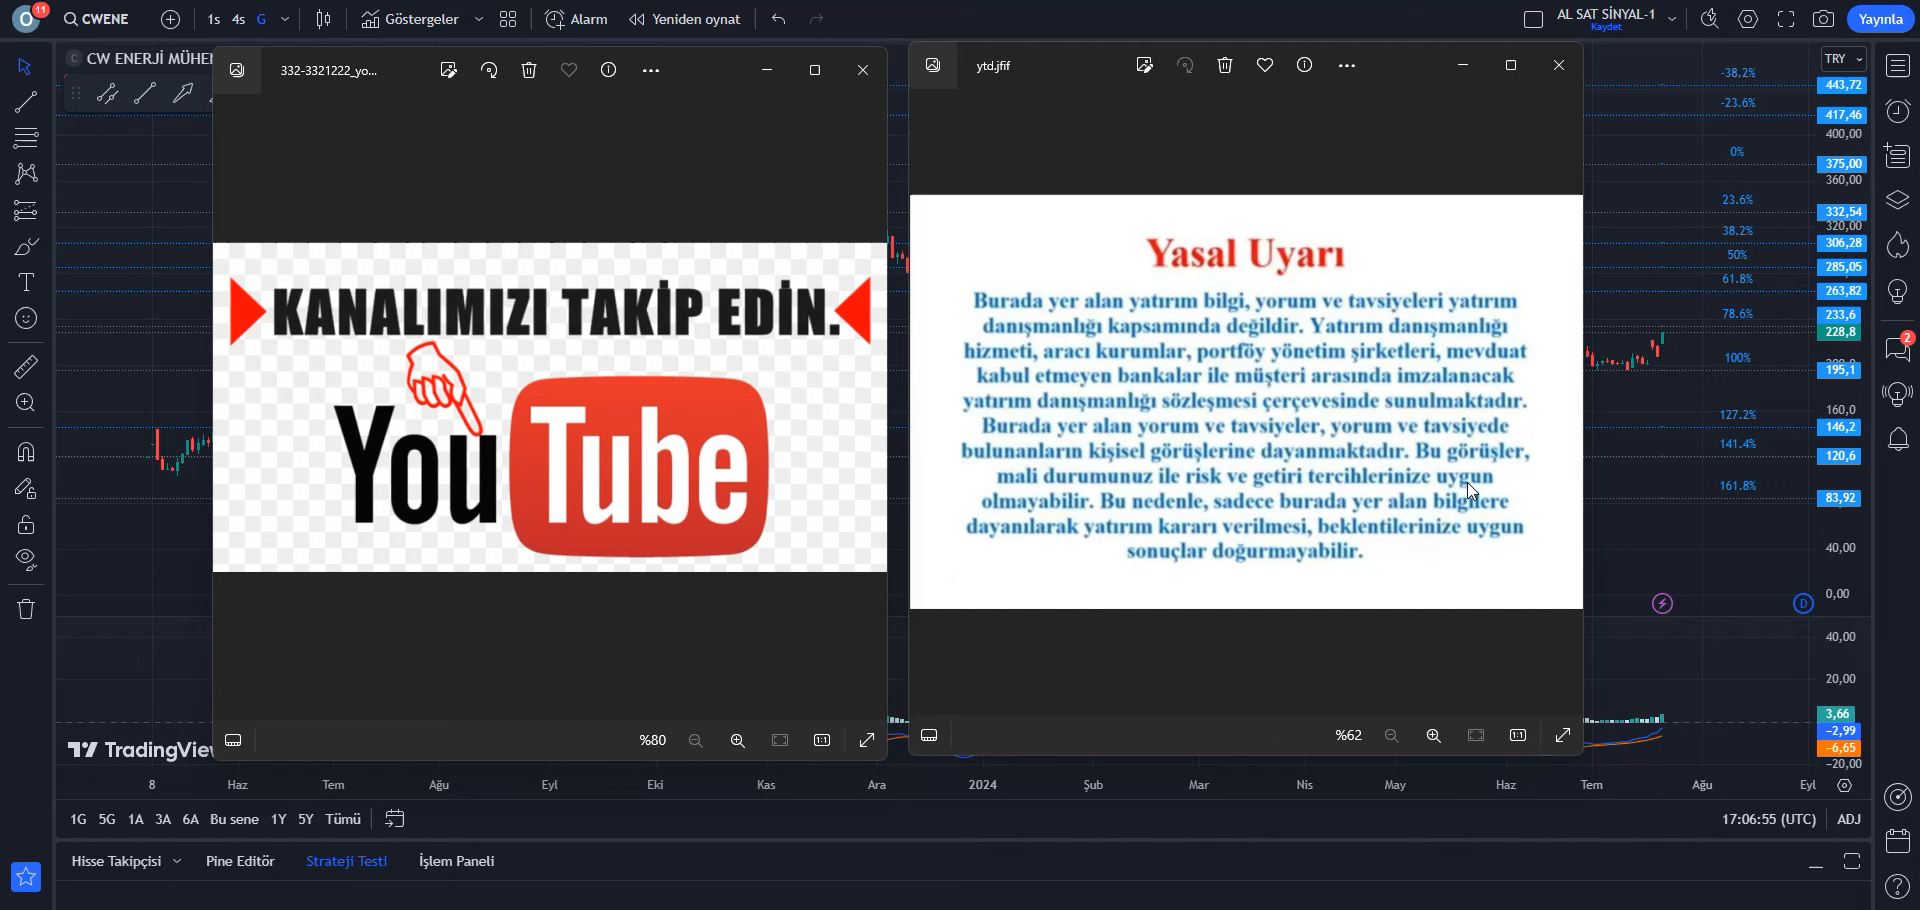 O 11 CWENE 1s 4s G Göstergeler Alarm Yeniden oynat AL SAT SİNYAL-1 Kaydet Yayınla
C CW ENERJİ MÜHEN
332-3321222_yo...
ytd.jfif
KANALIMIZI TAKİP EDİN.
YouTube
%80
Yasal Uyarı
Burada yer alan yatırım bilgi, yorum ve tavsiyeleri yatırım
danışmanlığı kapsamında değildir. Yatırım danışmanlığı
hizmeti, aracı kurumlar, portföy yönetim şirketleri, mevduat
kabul etmeyen bankalar ile müşteri arasında imzalanacak
yatırım danışmanlığı sözleşmesi çerçevesinde sunulmaktadır.
Burada yer alan yorum ve tavsiyeler, yorum ve tavsiyede
bulunanların kişisel görüşlerine dayanmaktadır. Bu görüşler,
mali durumunuz ile risk ve getiri tercihlerinize uygun
olmayabilir. Bu nedenle, sadece burada yer alan bilgilere
dayanılarak yatırım kararı verilmesi, beklentilerinize uygun
sonuçlar doğurmayabilir.
%62
TRY
-38.2%
443,72
-23.6%
417,46
400,00
0%
375,00
360,00
23.6%
332,54
320,00
38.2%
306,28
50%
285,05
61.8%
263,82
78.6%
233,6
228,8
100%
195,1
127.2%
160,0
146,2
141.4%
120,6
161.8%
83,92
40,00
0,00
D
40,00
20,00
3,66
−2,99
−6,65
−20,00
2
TradingView
8 Haz Tem Ağu Eyl Eki Kas Ara 2024 Şub Mar Nis May Haz Tem Ağu Eyl
1G 5G 1A 3A 6A Bu sene 1Y 5Y Tümü 17:06:55 (UTC) ADJ
Hisse Takipçisi Pine Editör Strateji Testi İşlem Paneli